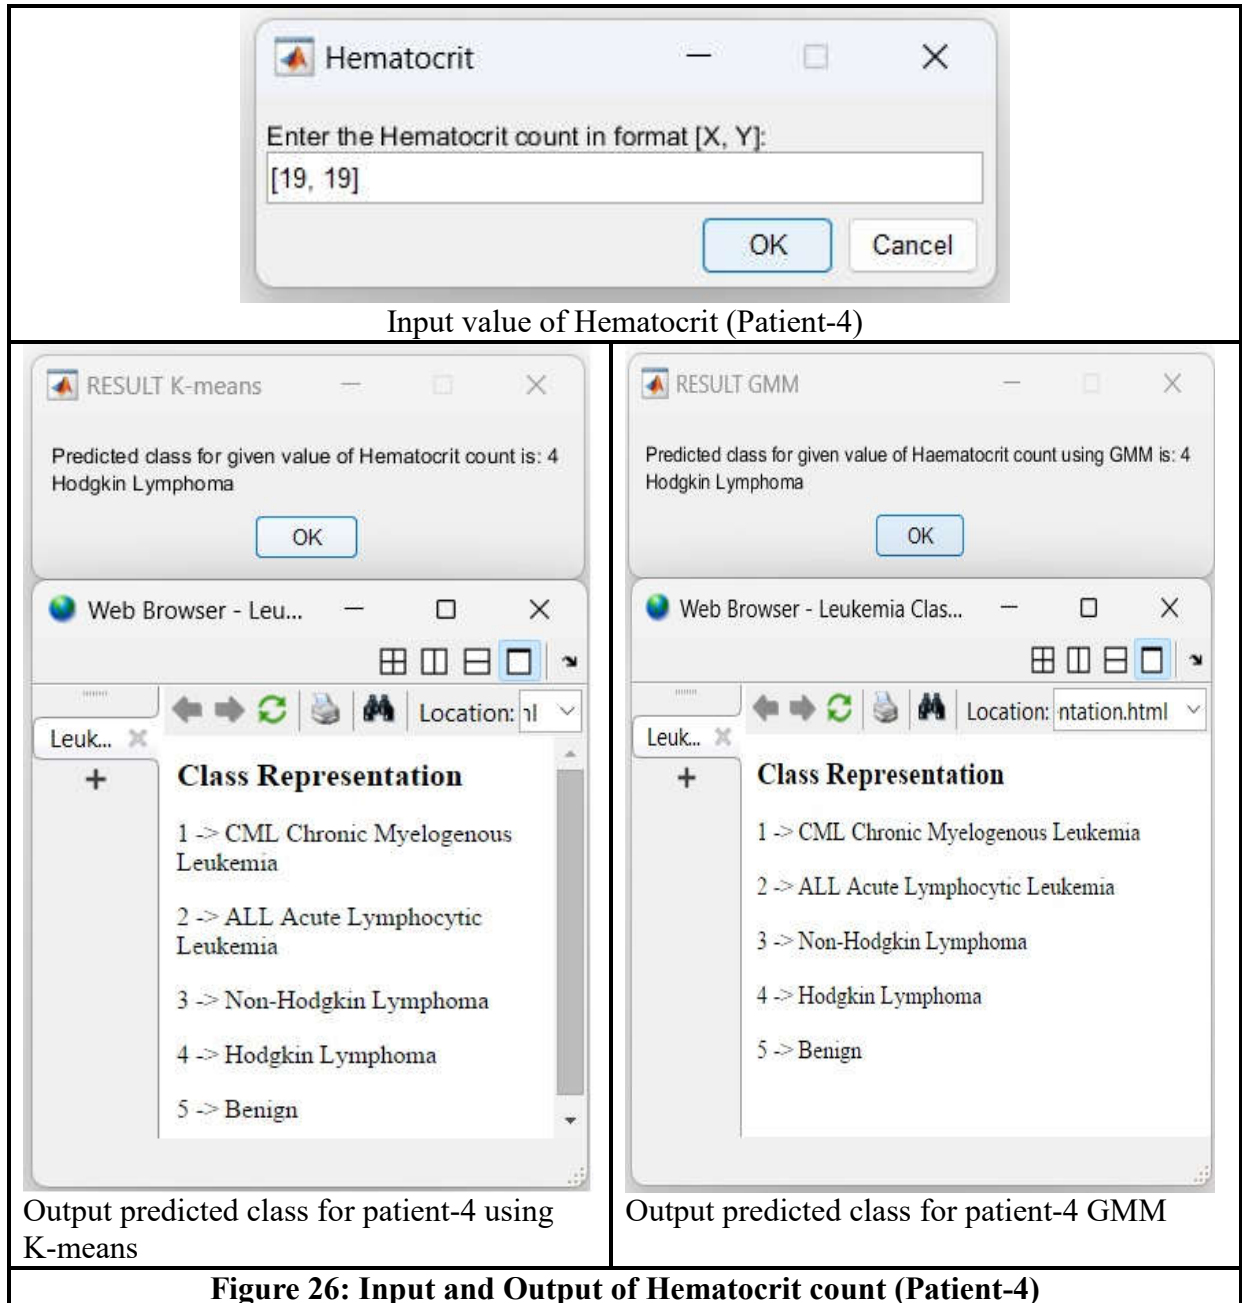 Hematocrit
Enter the Hematocrit count in format [X, Y]:
[19, 19]
OK
Cancel
Input value of Hematocrit (Patient-4)
RESULT K-means
Predicted class for given value of Hematocrit count is: 4
Hodgkin Lymphoma
OK
Web Browser - Leu...
Location:
Leuk...
+
Class Representation
1 -> CML Chronic Myelogenous
Leukemia
2 -> ALL Acute Lymphocytic
Leukemia
3 -> Non-Hodgkin Lymphoma
4 -> Hodgkin Lymphoma
5 -> Benign
Output predicted class for patient-4 using
K-means
RESULT GMM
Predicted class for given value of Haematocrit count using GMM is: 4
Hodgkin Lymphoma
OK
Web Browser - Leukemia Clas...
Location: ntation.html
Leuk...
+
Class Representation
1 -> CML Chronic Myelogenous Leukemia
2 -> ALL Acute Lymphocytic Leukemia
3 -> Non-Hodgkin Lymphoma
4 -> Hodgkin Lymphoma
5 -> Benign
Output predicted class for patient-4 GMM
Figure 26: Input and Output of Hematocrit count (Patient-4)